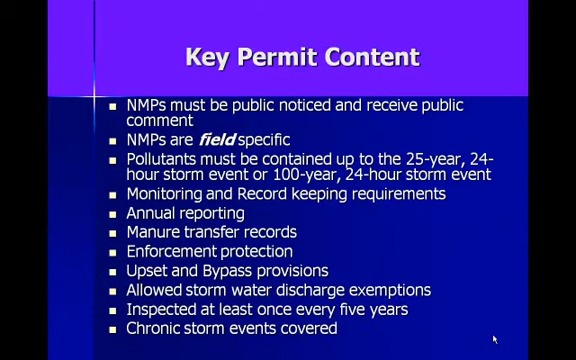 Key Permit Content
NMPs must be public noticed and receive public
comment
NMPs are field specific
Pollutants must be contained up to the 25-year, 24-
hour storm event or 100-year, 24-hour storm event
Monitoring and Record keeping requirements
Annual reporting
Manure transfer records
Enforcement protection
Upset and Bypass provisions
Allowed storm water discharge exemptions
Inspected at least once every five years
Chronic storm events covered